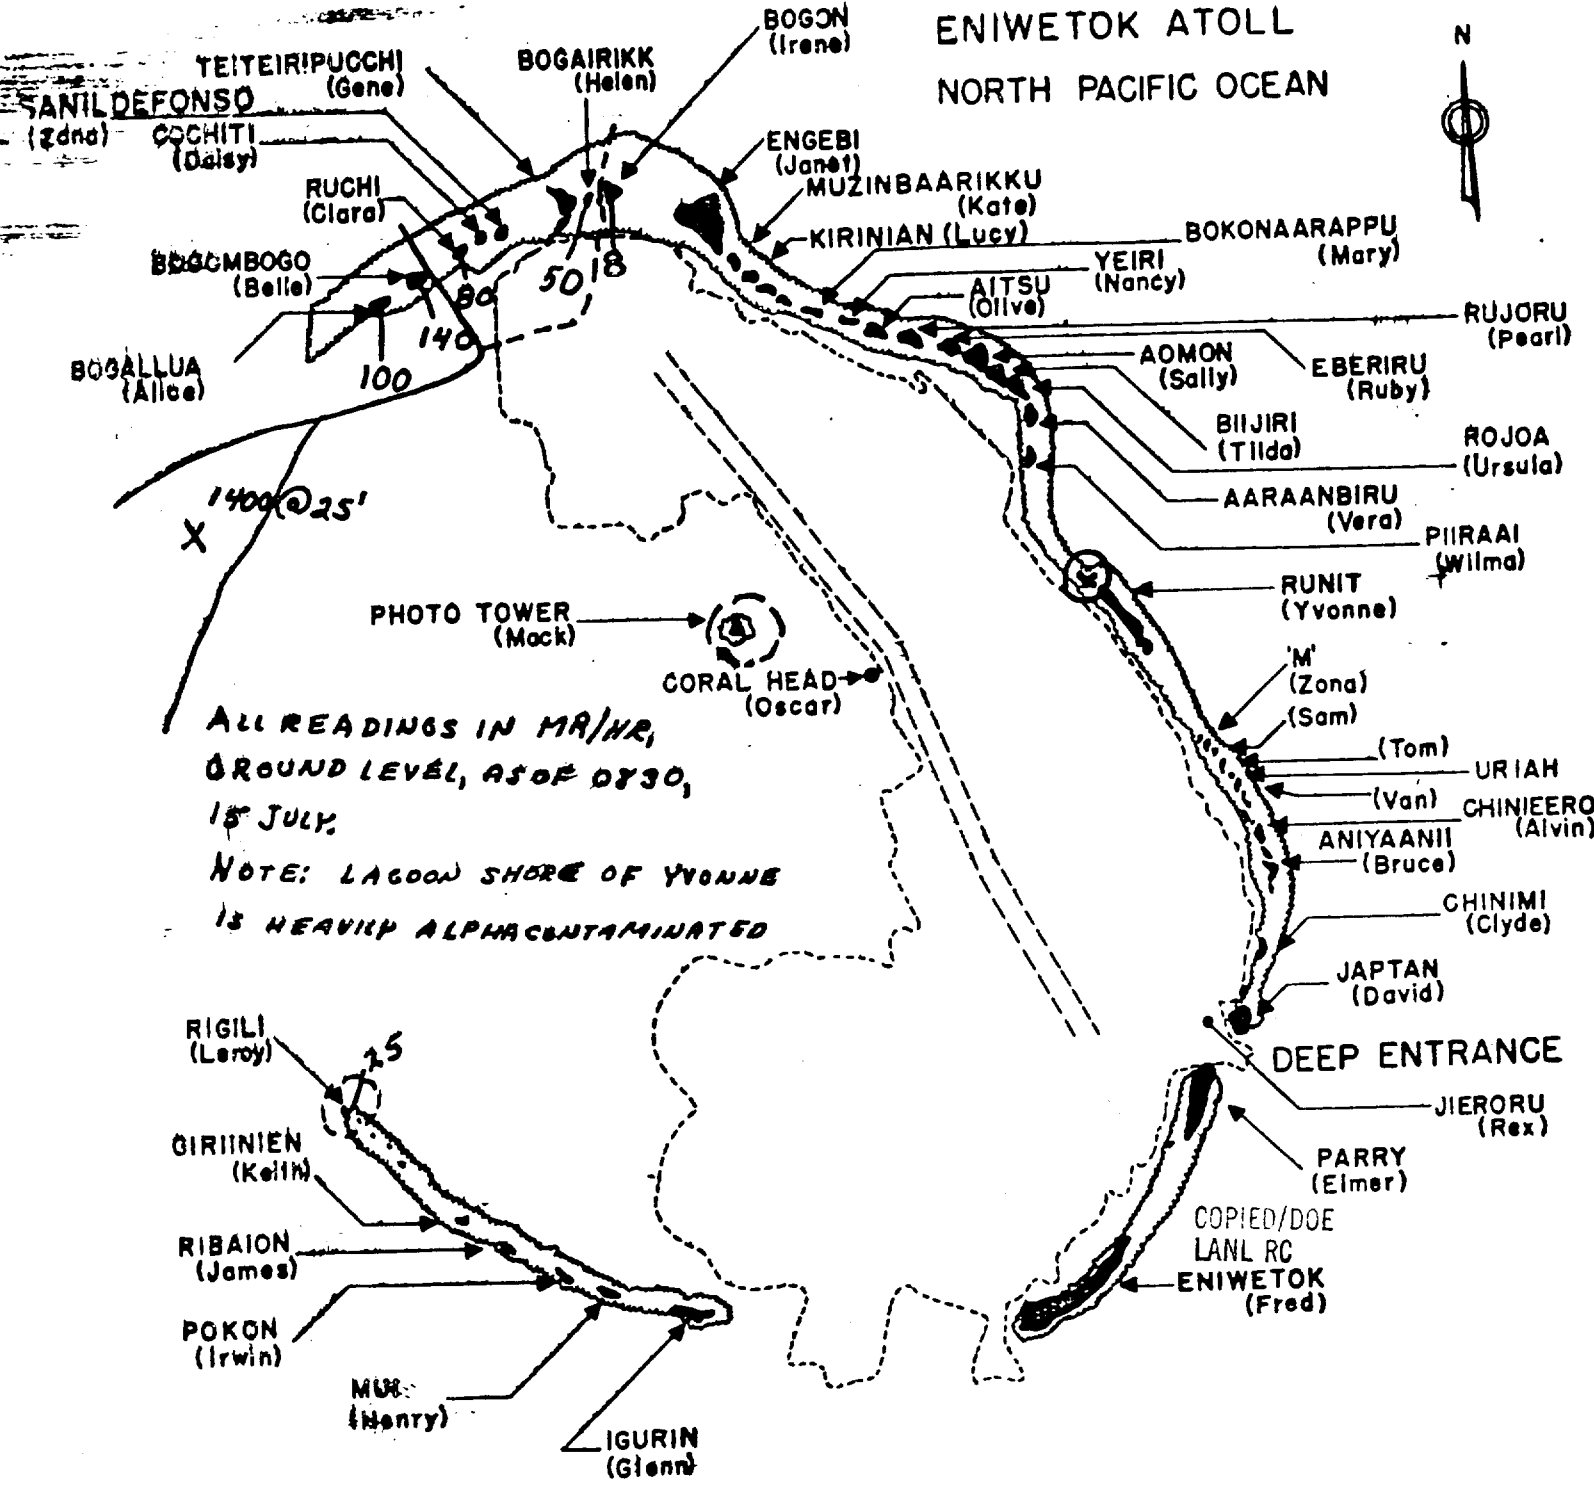 ENIWETOK ATOLL
NORTH PACIFIC OCEAN
N
BOGON
(Irene)
TEITEIRIPUCCHI
(Gene)
BOGAIRIKK
(Helen)
SANILDEFONSO
(Edna)
COCHITI
(Daisy)
RUCHI
(Clara)
BOGOMBOGO
(Belle)
BOGALLUA
(Alice)
ENGEBI
(Janet)
MUZINBAARIKKU
(Kate)
KIRINIAN (Lucy)
BOKONAARAPPU
(Mary)
YEIRI
(Nancy)
AITSU
(Olive)
RUJORU
(Pearl)
EBERIRU
(Ruby)
AOMON
(Sally)
BIIJIRI
(Tilda)
ROJOA
(Ursula)
AARAANBIRU
(Vera)
PIIRAAI
(Wilma)
RUNIT
(Yvonne)
50
18
80
140
100
1400@25'
X
PHOTO TOWER
(Mack)
CORAL HEAD
(Oscar)
'M'
(Zona)
(Sam)
(Tom)
URIAH
(Van)
CHINIEERO
(Alvin)
ANIYAANII
(Bruce)
CHINIMI
(Clyde)
JAPTAN
(David)
DEEP ENTRANCE
JIERORU
(Rex)
PARRY
(Elmer)
ALL READINGS IN MR/HR,
GROUND LEVEL, AS OF 0830,
15 JULY.
NOTE: LAGOON SHORE OF YVONNE
IS HEAVILY ALPHA CONTAMINATED
RIGILI
(Leroy)
25
GIRIINIEN
(Keith)
RIBAION
(James)
POKON
(Irwin)
(Henry)
IGURIN
(Glenn)
COPIED/DOE
LANL RC
ENIWETOK
(Fred)